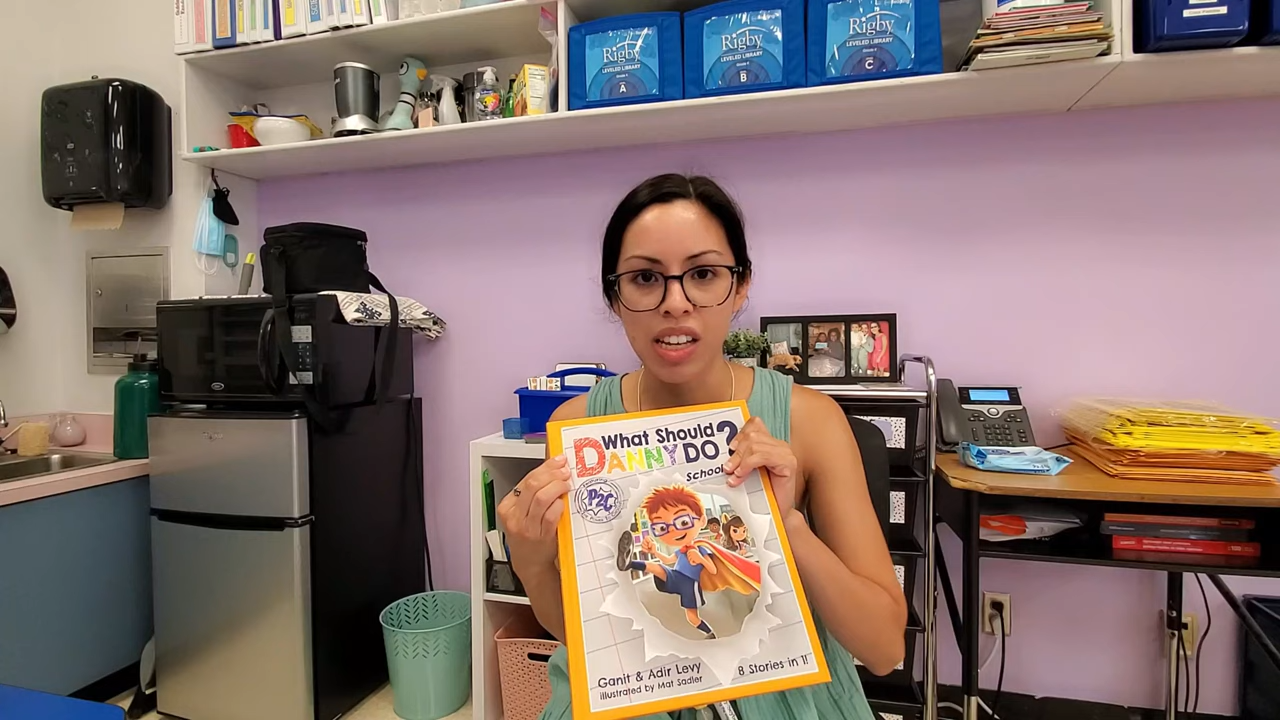 Rigby
LEVELED LIBRARY
A
Rigby
LEVELED LIBRARY
B
Rigby
LEVELED LIBRARY
C
What Should
DANNY DO?
School
P2C
Ganit & Adir Levy
Illustrated by Mat Sadler
8 Stories in 1!